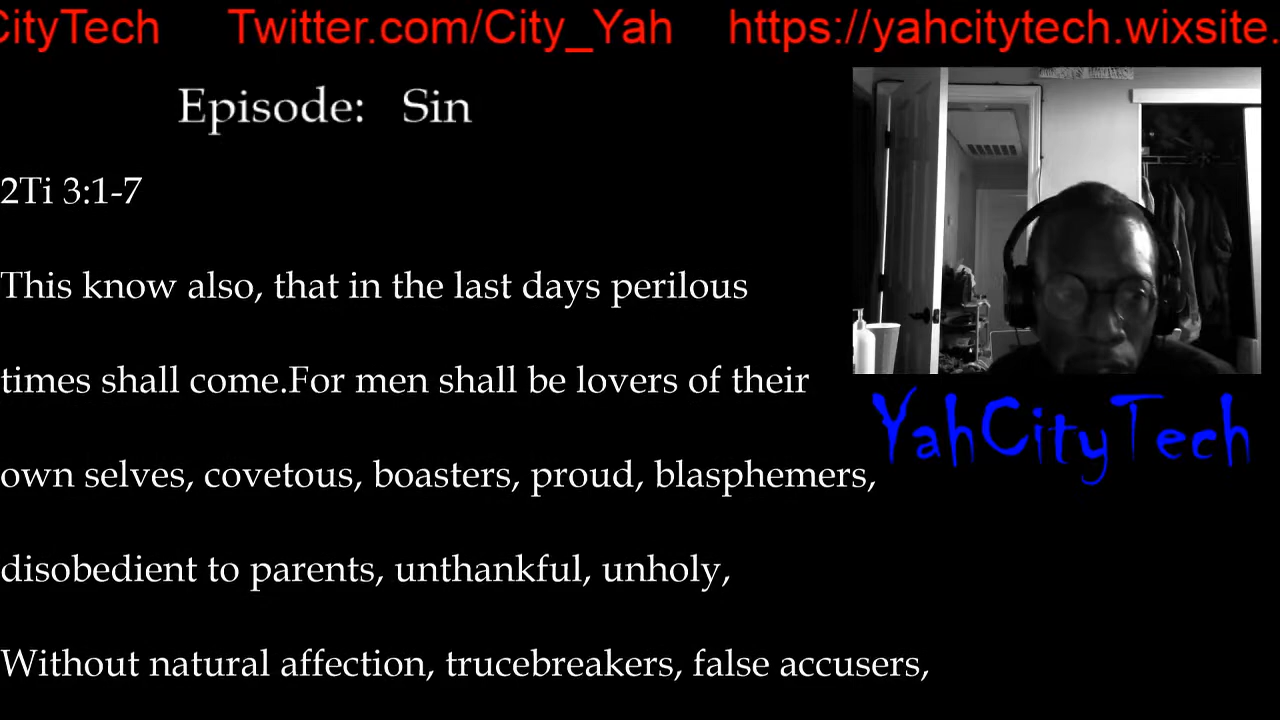 CityTech Twitter.com/City_Yah https://yahcitytech.wixsite.
Episode: Sin
2Ti 3:1-7
This know also, that in the last days perilous
times shall come.For men shall be lovers of their
own selves, covetous, boasters, proud, blasphemers,
disobedient to parents, unthankful, unholy,
Without natural affection, trucebreakers, false accusers,
YahCityTech